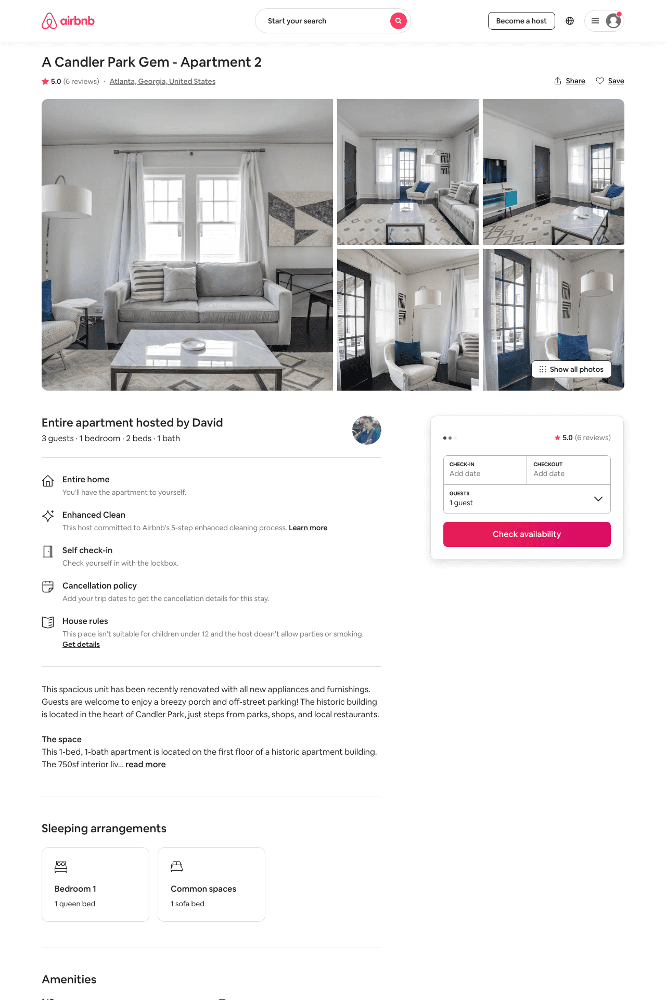 airbnb
Start your search
Become a host
A Candler Park Gem - Apartment 2
5.0 (6 reviews) · Atlanta, Georgia, United States
Share
Save
Show all photos
Entire apartment hosted by David
3 guests · 1 bedroom · 2 beds · 1 bath
5.0 (6 reviews)
CHECK-IN
Add date
CHECKOUT
Add date
GUESTS
1 guest
Check availability
Entire home
You’ll have the apartment to yourself.
Enhanced Clean
This host committed to Airbnb's 5-step enhanced cleaning process. Learn more
Self check-in
Check yourself in with the lockbox.
Cancellation policy
Add your trip dates to get the cancellation details for this stay.
House rules
This place isn’t suitable for children under 12 and the host doesn’t allow parties or smoking.
Get details
This spacious unit has been recently renovated with all new appliances and furnishings.
Guests are welcome to enjoy a breezy porch and off-street parking! The historic building
is located in the heart of Candler Park, just steps from parks, shops, and local restaurants.
The space
This 1-bed, 1-bath apartment is located on the first floor of a historic apartment building.
The 750sf interior liv... read more
Sleeping arrangements
Bedroom 1
1 queen bed
Common spaces
1 sofa bed
Amenities